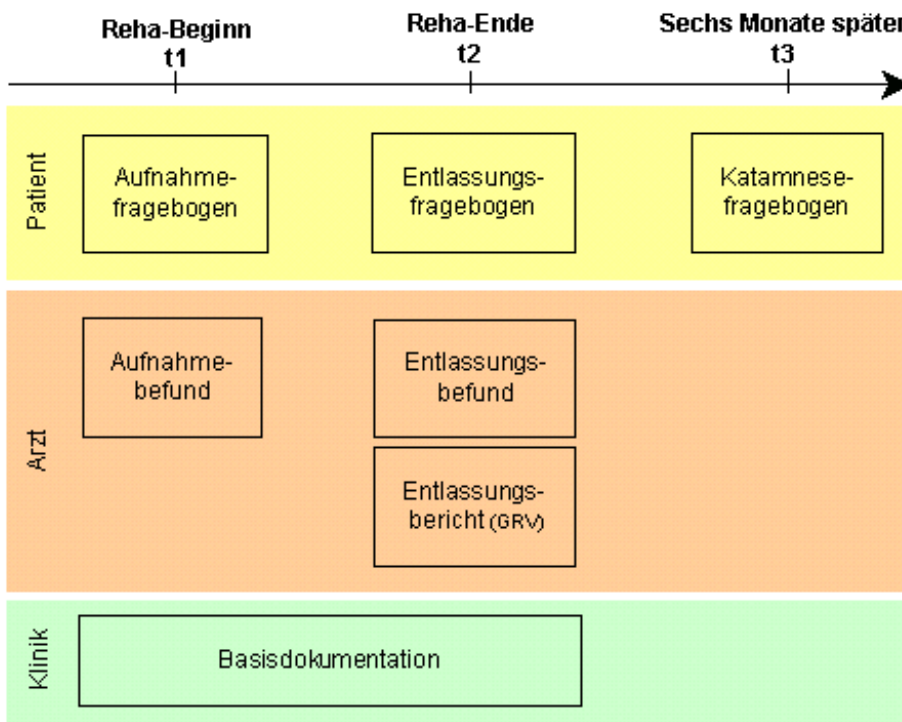 Reha-Beginn
t1
Reha-Ende
t2
Sechs Monate später
t3
Patient
Aufnahme-
fragebogen
Entlassungs-
fragebogen
Katamnese-
fragebogen
Arzt
Aufnahme-
befund
Entlassungs-
befund
Entlassungs-
bericht (GRV)
Klinik
Basisdokumentation